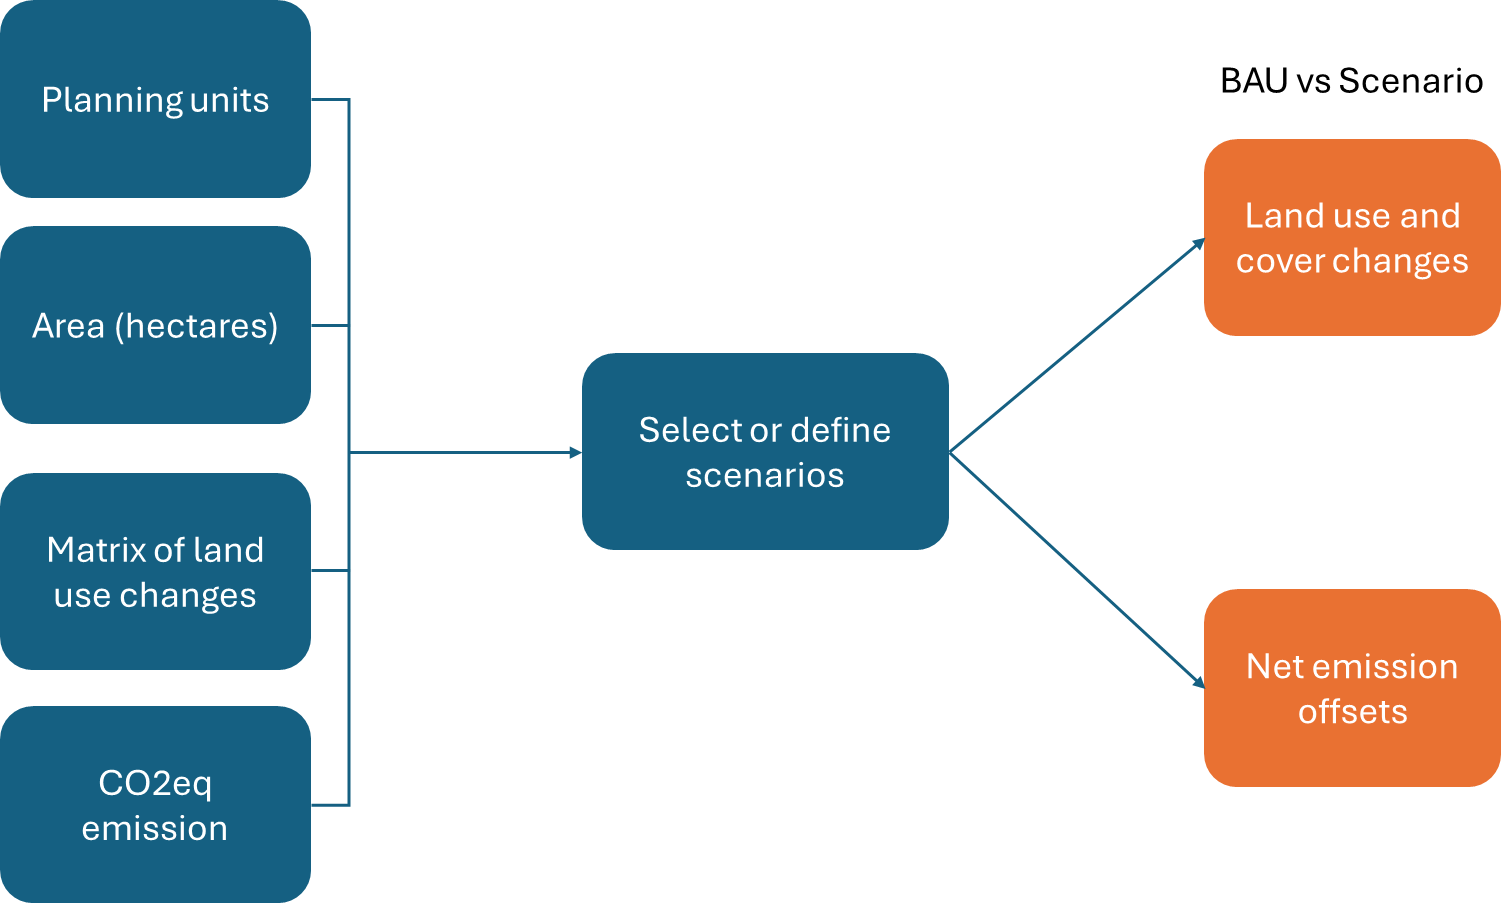 Planning units
Area (hectares)
Matrix of land
use changes
CO2eq
emission
Select or define
scenarios
BAU vs Scenario
Land use and
cover changes
Net emission
offsets